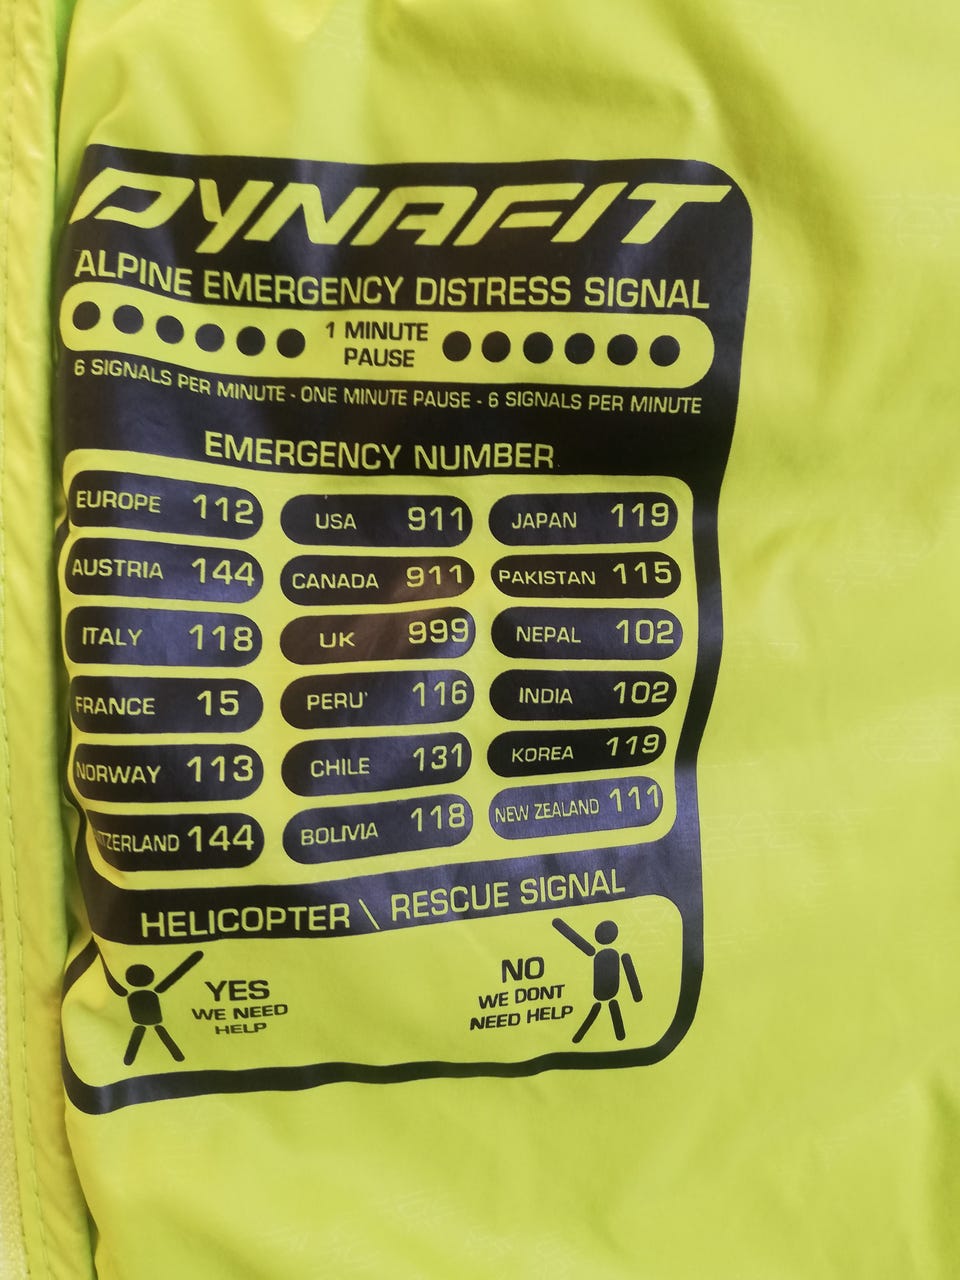 DYNAFIT
ALPINE EMERGENCY DISTRESS SIGNAL
1 MINUTE
PAUSE
6 SIGNALS PER MINUTE - ONE MINUTE PAUSE - 6 SIGNALS PER MINUTE
EMERGENCY NUMBER
EUROPE 112 USA 911 JAPAN 119
AUSTRIA 144 CANADA 911 PAKISTAN 115
ITALY 118 UK 999 NEPAL 102
FRANCE 15 PERU' 116 INDIA 102
NORWAY 113 CHILE 131 KOREA 119
TZERLAND 144 BOLIVIA 118 NEW ZEALAND 111
HELICOPTER \ RESCUE SIGNAL
YES
WE NEED
HELP
NO
WE DONT
NEED HELP